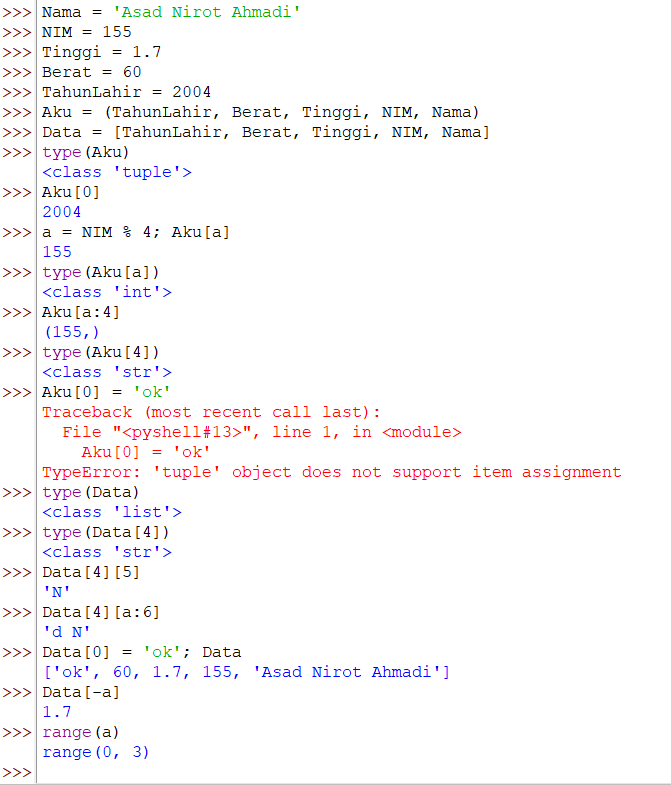 >>> Nama = 'Asad Nirot Ahmadi'
>>> NIM = 155
>>> Tinggi = 1.7
>>> Berat = 60
>>> TahunLahir = 2004
>>> Aku = (TahunLahir, Berat, Tinggi, NIM, Nama)
>>> Data = [TahunLahir, Berat, Tinggi, NIM, Nama]
>>> type(Aku)
<class 'tuple'>
>>> Aku[0]
2004
>>> a = NIM % 4; Aku[a]
155
>>> type(Aku[a])
<class 'int'>
>>> Aku[a:4]
(155,)
>>> type(Aku[4])
<class 'str'>
>>> Aku[0] = 'ok'
Traceback (most recent call last):
  File "<pyshell#13>", line 1, in <module>
    Aku[0] = 'ok'
TypeError: 'tuple' object does not support item assignment
>>> type(Data)
<class 'list'>
>>> type(Data[4])
<class 'str'>
>>> Data[4][5]
'N'
>>> Data[4][a:6]
'd N'
>>> Data[0] = 'ok'; Data
['ok', 60, 1.7, 155, 'Asad Nirot Ahmadi']
>>> Data[-a]
1.7
>>> range(a)
range(0, 3)
>>>